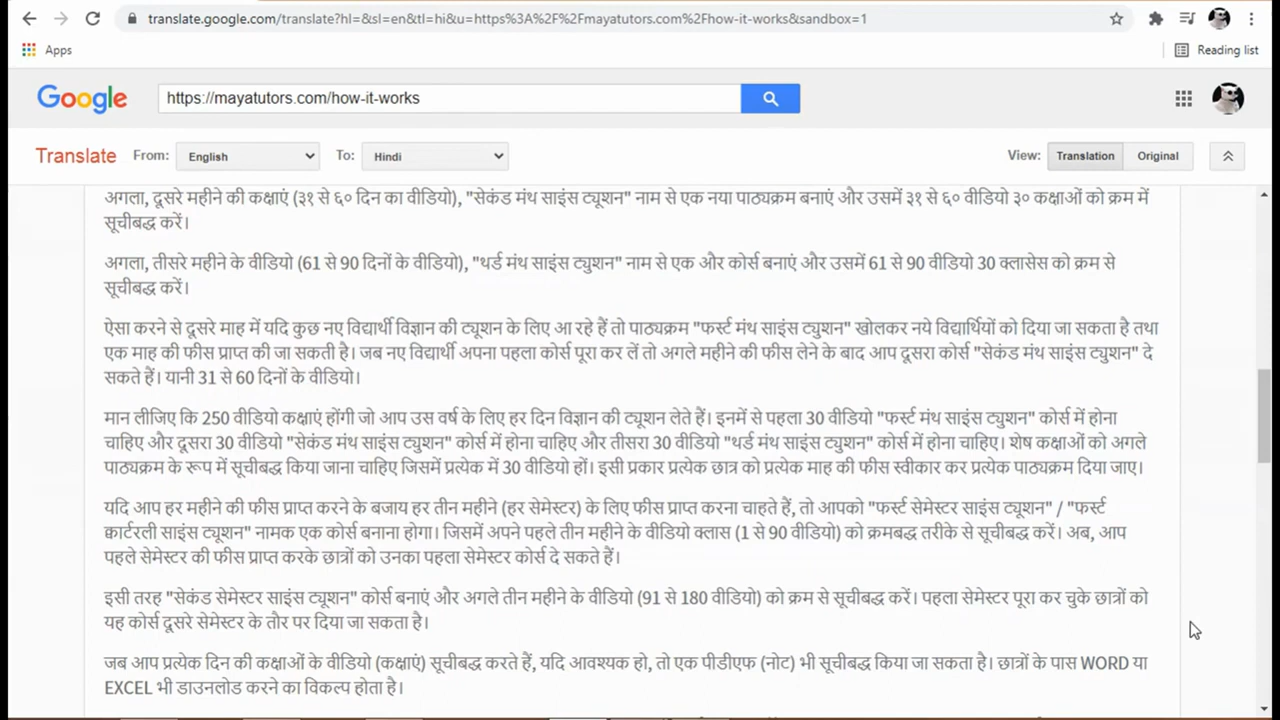 translate.google.com/translate?hl=&sl=en&tl=hi&u=https%3A%2F%2Fmayatutors.com%2Fhow-it-works&sandbox=1
Apps
Reading list
Google
https://mayatutors.com/how-it-works
Translate
From:
English
To:
Hindi
View:
Translation
Original
अगला, दूसरे महीने की कक्षाएं (३१ से ६० दिन का वीडियो), "सेकंड मंथ साइंस ट्यूशन" नाम से एक नया पाठ्यक्रम बनाएं और उसमें ३१ से ६० वीडियो ३० कक्षाओं को क्रम में
सूचीबद्ध करें।
अगला, तीसरे महीने के वीडियो (61 से 90 दिनों के वीडियो), "थर्ड मंथ साइंस ट्युशन" नाम से एक और कोर्स बनाएं और उसमें 61 से 90 वीडियो 30 क्लासेस को क्रम से
सूचीबद्ध करें।
ऐसा करने से दूसरे माह में यदि कुछ नए विद्यार्थी विज्ञान की ट्यूशन के लिए आ रहे हैं तो पाठ्यक्रम "फर्स्ट मंथ साइंस ट्युशन" खोलकर नये विद्यार्थियों को दिया जा सकता है तथा
एक माह की फीस प्राप्त की जा सकती है। जब नए विद्यार्थी अपना पहला कोर्स पूरा कर लें तो अगले महीने की फीस लेने के बाद आप दूसरा कोर्स "सेकंड मंथ साइंस ट्युशन" दे
सकते हैं। यानी 31 से 60 दिनों के वीडियो।
मान लीजिए कि 250 वीडियो कक्षाएं होंगी जो आप उस वर्ष के लिए हर दिन विज्ञान की ट्यूशन लेते हैं। इनमें से पहला 30 वीडियो "फर्स्ट मंथ साइंस ट्युशन" कोर्स में होना
चाहिए और दूसरा 30 वीडियो "सेकंड मंथ साइंस ट्युशन" कोर्स में होना चाहिए और तीसरा 30 वीडियो "थर्ड मंथ साइंस ट्युशन" कोर्स में होना चाहिए। शेष कक्षाओं को अगले
पाठ्यक्रम के रूप में सूचीबद्ध किया जाना चाहिए जिसमें प्रत्येक में 30 वीडियो हों। इसी प्रकार प्रत्येक छात्र को प्रत्येक माह की फीस स्वीकार कर प्रत्येक पाठ्यक्रम दिया जाए।
यदि आप हर महीने की फीस प्राप्त करने के बजाय हर तीन महीने (हर सेमेस्टर) के लिए फीस प्राप्त करना चाहते हैं, तो आपको "फर्स्ट सेमेस्टर साइंस ट्यूशन" / "फर्स्ट
क्वार्टरली साइंस ट्यूशन" नामक एक कोर्स बनाना होगा। जिसमें अपने पहले तीन महीने के वीडियो क्लास (1 से 90 वीडियो) को क्रमबद्ध तरीके से सूचीबद्ध करें। अब, आप
पहले सेमेस्टर की फीस प्राप्त करके छात्रों को उनका पहला सेमेस्टर कोर्स दे सकते हैं।
इसी तरह "सेकंड सेमेस्टर साइंस ट्यूशन" कोर्स बनाएं और अगले तीन महीने के वीडियो (91 से 180 वीडियो) को क्रम से सूचीबद्ध करें। पहला सेमेस्टर पूरा कर चुके छात्रों को
यह कोर्स दूसरे सेमेस्टर के तौर पर दिया जा सकता है।
जब आप प्रत्येक दिन की कक्षाओं के वीडियो (कक्षाएं) सूचीबद्ध करते हैं, यदि आवश्यक हो, तो एक पीडीएफ (नोट) भी सूचीबद्ध किया जा सकता है। छात्रों के पास WORD या
EXCEL भी डाउनलोड करने का विकल्प होता है।